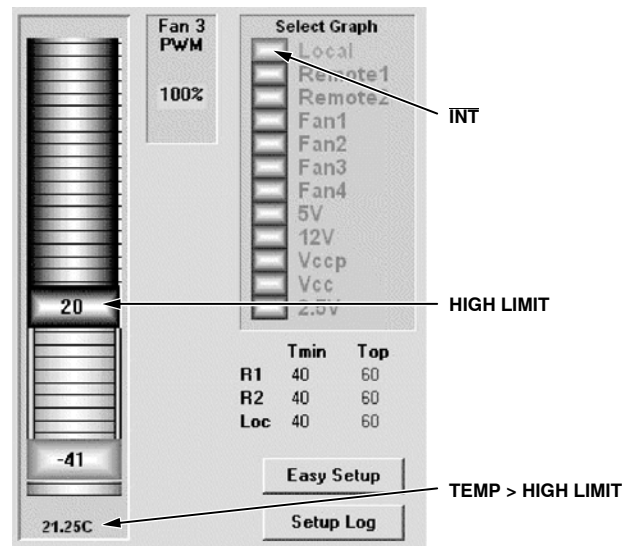 Fan 3
PWM
100%
Select Graph
Local
Remote1
Remote2
Fan1
Fan2
Fan3
Fan4
5V
12V
Vccp
Vcc
2.5V
INT
20
HIGH LIMIT
Tmin Top
R1 40 60
R2 40 60
Loc 40 60
-41
Easy Setup
TEMP > HIGH LIMIT
21.25C
Setup Log